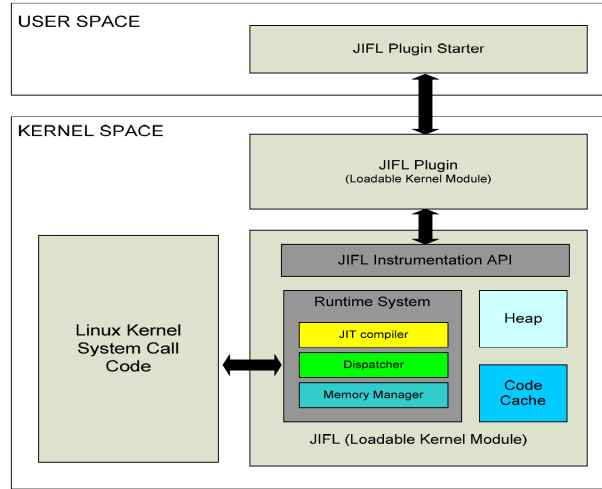 USER SPACE
JIFL Plugin Starter
KERNEL SPACE
JIFL Plugin
(Loadable Kernel Module)
Linux Kernel
System Call
Code
JIFL Instrumentation API
Runtime System
JIT compiler
Dispatcher
Memory Manager
Heap
Code
Cache
JIFL (Loadable Kernel Module)